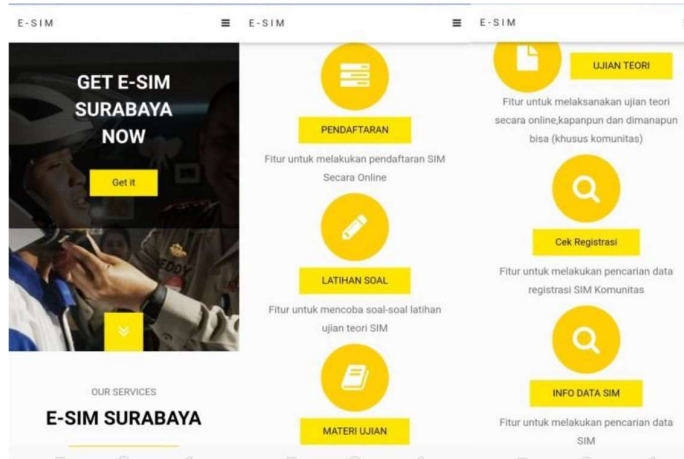 E-SIM
GET E-SIM
SURABAYA
NOW
Get it
EDDY
OUR SERVICES
E-SIM SURABAYA
E-SIM
PENDAFTARAN
Fitur untuk melakukan pendaftaran SIM
Secara Online
LATIHAN SOAL
Fitur untuk mencoba soal-soal latihan
ujian teori SIM
MATERI UJIAN
E-SIM
UJIAN TEORI
Fitur untuk melaksanakan ujian teori
secara online,kapanpun dan dimanapun
bisa (khusus komunitas)
Cek Registrasi
Fitur untuk melakukan pencarian data
registrasi SIM Komunitas
INFO DATA SIM
Fitur untuk melakukan pencarian data
SIM